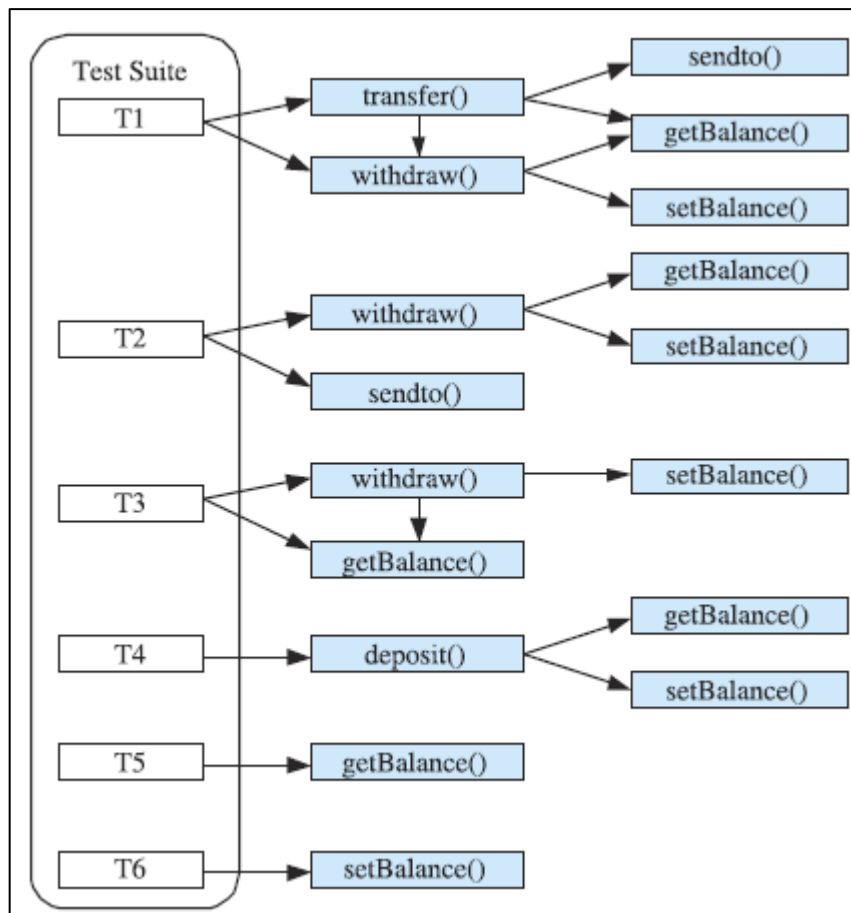 Test Suite
T1
transfer()
withdraw()
sendto()
getBalance()
setBalance()
T2
withdraw()
sendto()
getBalance()
setBalance()
T3
withdraw()
getBalance()
setBalance()
T4
deposit()
getBalance()
setBalance()
T5
getBalance()
T6
setBalance()